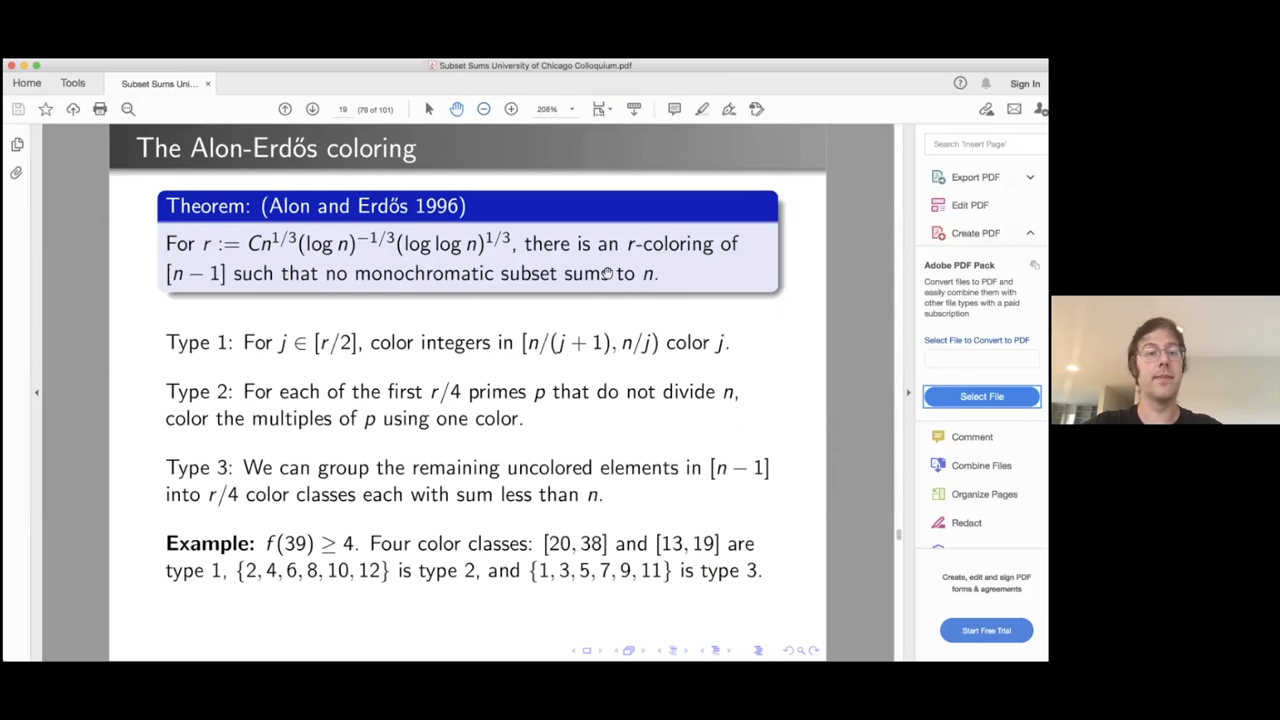 Subset Sums University of Chicago Colloquium.pdf
Home
Tools
Subset Sums Uni...
Sign In
19
(79 of 101)
208%
The Alon-Erdős coloring
Theorem: (Alon and Erdős 1996)
For r := Cn^{1/3}(log n)^{−1/3}(log log n)^{1/3}, there is an r-coloring of
[n − 1] such that no monochromatic subset sums to n.
Type 1: For j ∈ [r/2], color integers in [n/(j + 1), n/j) color j.
Type 2: For each of the first r/4 primes p that do not divide n,
color the multiples of p using one color.
Type 3: We can group the remaining uncolored elements in [n − 1]
into r/4 color classes each with sum less than n.
Example: f(39) ≥ 4. Four color classes: [20, 38] and [13, 19] are
type 1, {2, 4, 6, 8, 10, 12} is type 2, and {1, 3, 5, 7, 9, 11} is type 3.
Search 'Insert Page'
Export PDF
Edit PDF
Create PDF
Adobe PDF Pack
Convert files to PDF and
easily combine them with
other file types with a paid
subscription
Select File to Convert to PDF
Select File
Comment
Combine Files
Organize Pages
Redact
Create, edit and sign PDF
forms & agreements
Start Free Trial